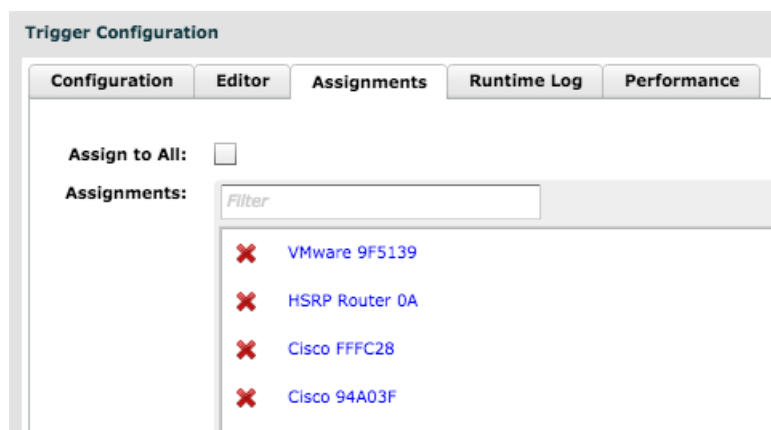 Trigger Configuration
Configuration Editor Assignments Runtime Log Performance
Assign to All:
Assignments: Filter
VMware 9F5139
HSRP Router 0A
Cisco FFFC28
Cisco 94A03F